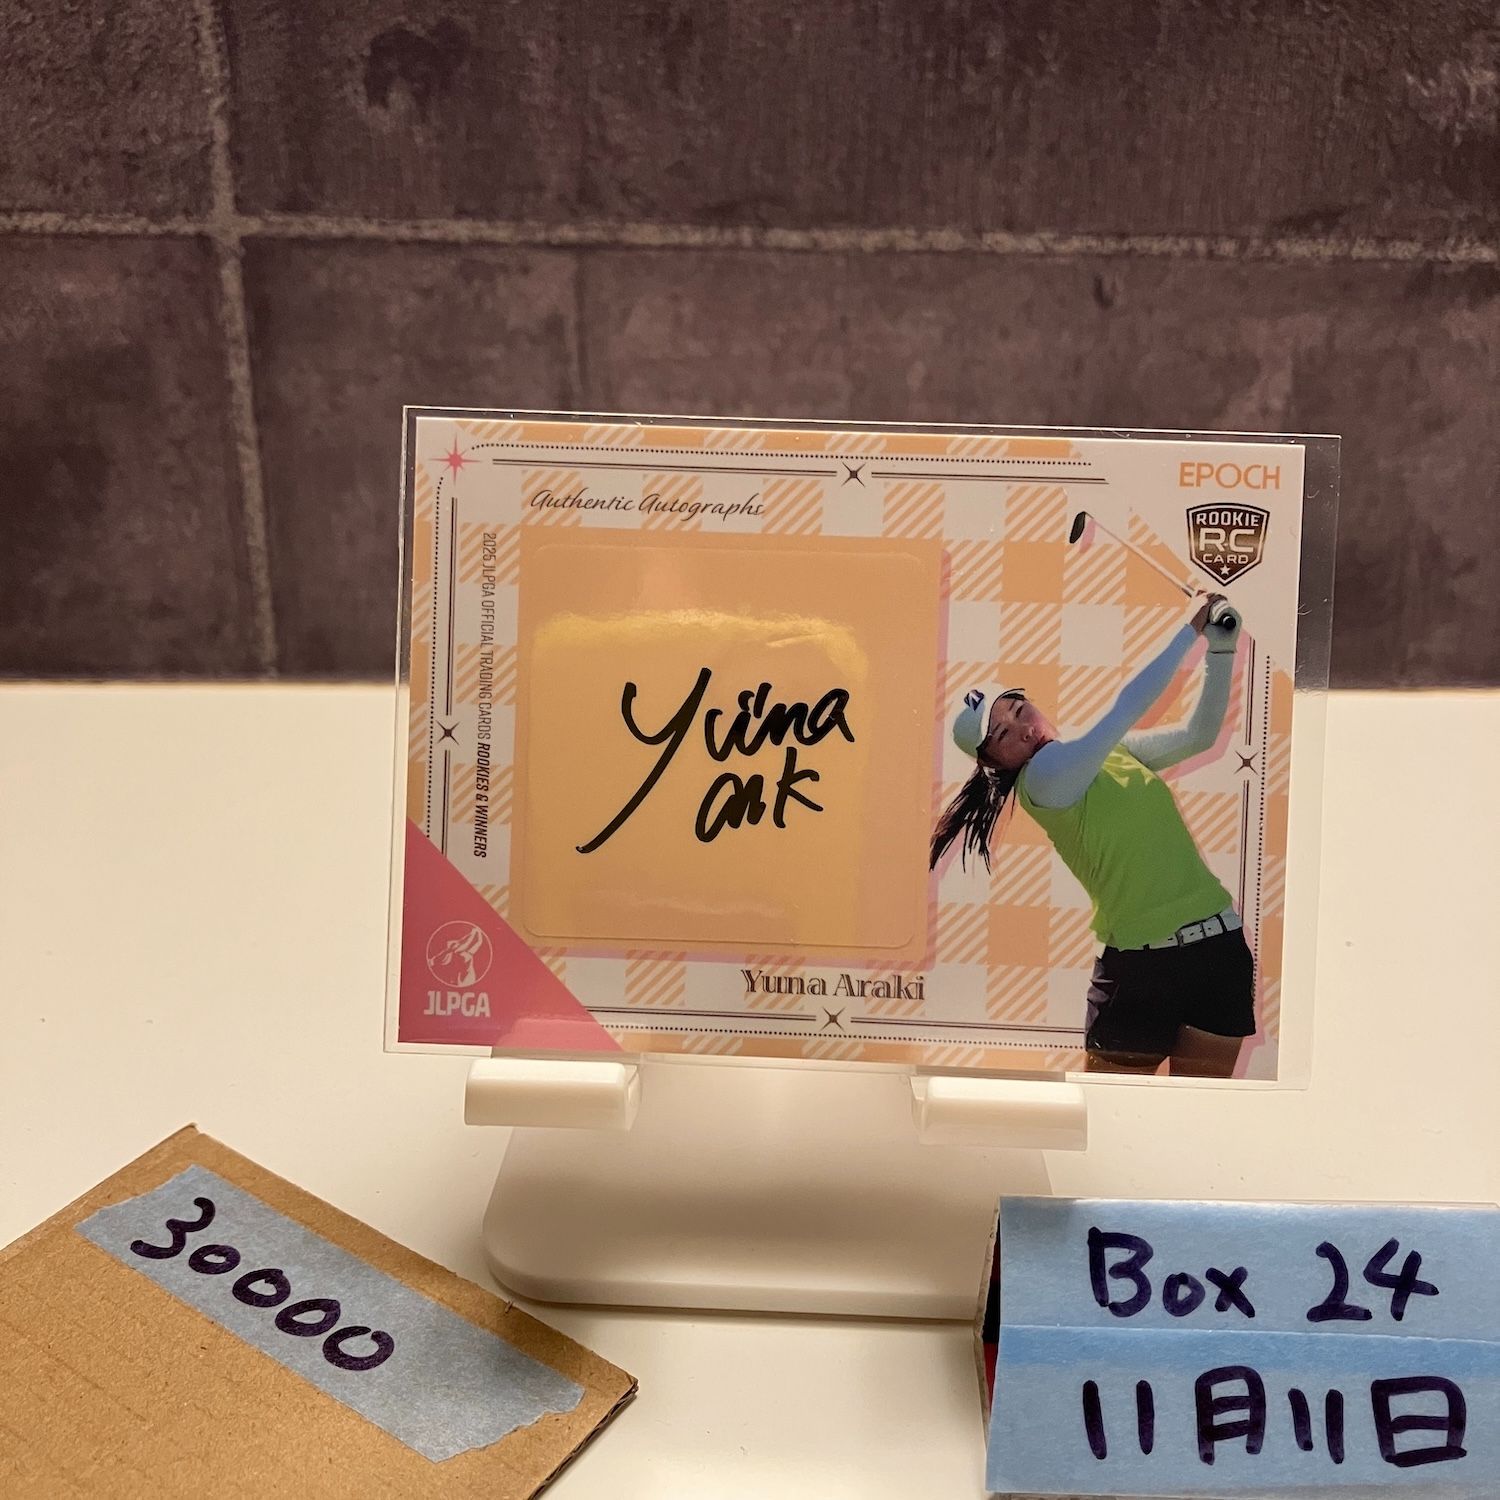 EPOCH
ROOKIE
RC
CARD
Authentic Autographs
2025 JLPGA OFFICIAL TRADING CARDS ROOKIES & WINNERS
Yuna
Yuna Araki
JLPGA
30000
Box 24
11月11日